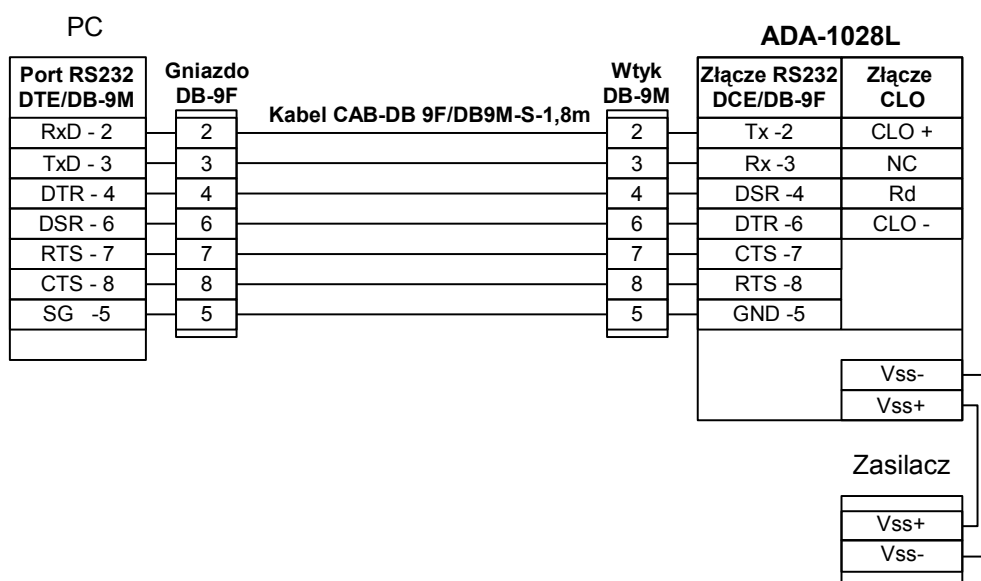 PC
ADA-1028L
Port RS232
DTE/DB-9M
Gniazdo
DB-9F
Kabel CAB-DB 9F/DB9M-S-1,8m
Wtyk
DB-9M
Złącze RS232
DCE/DB-9F
Złącze
CLO
RxD - 2 2 2 Tx -2 CLO +
TxD - 3 3 3 Rx -3 NC
DTR - 4 4 4 DSR -4 Rd
DSR - 6 6 6 DTR -6 CLO -
RTS - 7 7 7 CTS -7
CTS - 8 8 8 RTS -8
SG -5 5 5 GND -5
Vss-
Vss+
Zasilacz
Vss+
Vss-